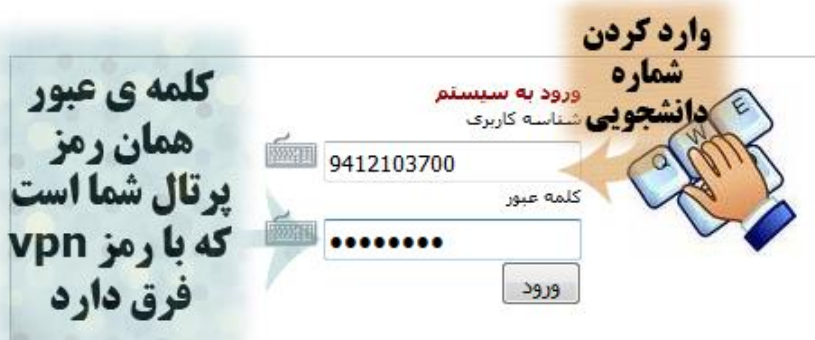 وارد کردن
شماره
دانشجویی
ورود به سیستم
شناسه کاربری
9412103700
کلمه عبور
••••••••
ورود
کلمه ی عبور
همان رمز
پرتال شما است
که با رمز vpn
فرق دارد
Q W E